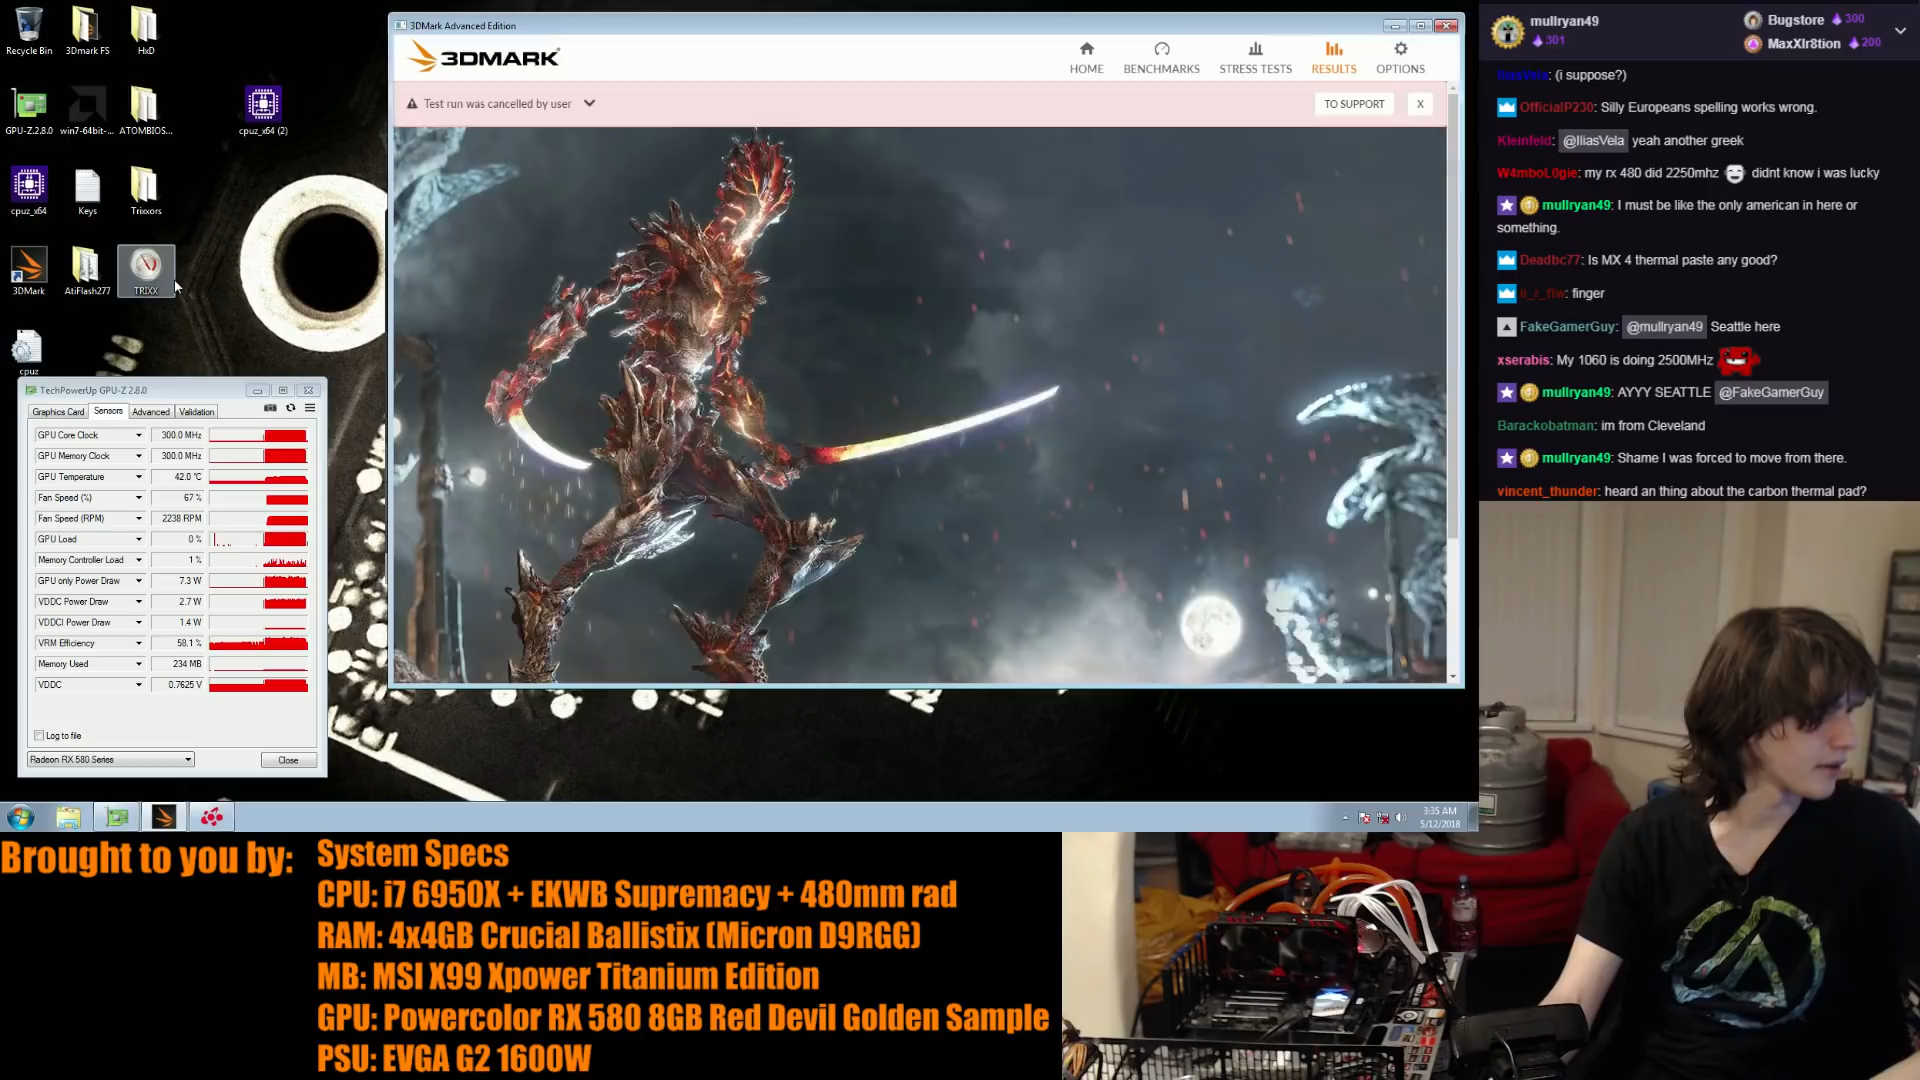 Recycle Bin
3Dmark FS
HxD
GPU-Z.2.8.0
win7-64bit-...
ATOMBIOS...
cpuz_x64 (2)
cpuz_x64
Keys
Trixxors
3DMark
AtiFlash277
TRIXX
cpuz
3DMark Advanced Edition
3DMARK
HOME
BENCHMARKS
STRESS TESTS
RESULTS
OPTIONS
Test run was cancelled by user
TO SUPPORT
X
TechPowerUp GPU-Z 2.8.0
Graphics Card
Sensors
Advanced
Validation
GPU Core Clock 300.0 MHz
GPU Memory Clock 300.0 MHz
GPU Temperature 42.0 °C
Fan Speed (%) 67 %
Fan Speed (RPM) 2238 RPM
GPU Load 0 %
Memory Controller Load 1 %
GPU only Power Draw 7.3 W
VDDC Power Draw 2.7 W
VDDCI Power Draw 1.4 W
VRM Efficiency 58.1 %
Memory Used 234 MB
VDDC 0.7625 V
Log to file
Radeon RX 580 Series
Close
3:35 AM
5/12/2018
mullryan49
301
Bugstore 300
MaxXlr8tion 200
IliasVela: (i suppose?)
OfficialP230: Silly Europeans spelling works wrong.
Kleinfeld: @IliasVela yeah another greek
W4mboL0gie: my rx 480 did 2250mhz didnt know i was lucky
mullryan49: I must be like the only american in here or
something.
Deadbc77: Is MX 4 thermal paste any good?
finger
FakeGamerGuy: @mullryan49 Seattle here
xserabis: My 1060 is doing 2500MHz
mullryan49: AYYY SEATTLE @FakeGamerGuy
Barackobatman: im from Cleveland
mullryan49: Shame I was forced to move from there.
vincent_thunder: heard an thing about the carbon thermal pad?
Brought to you by:
System Specs
CPU: i7 6950X + EKWB Supremacy + 480mm rad
RAM: 4x4GB Crucial Ballistix (Micron D9RGG)
MB: MSI X99 Xpower Titanium Edition
GPU: Powercolor RX 580 8GB Red Devil Golden Sample
PSU: EVGA G2 1600W